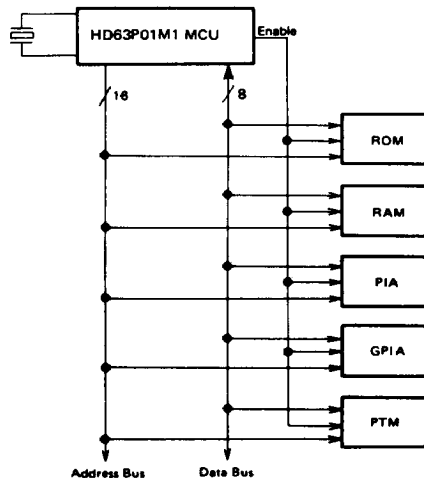 HD63P01M1 MCU
Enable
16
8
ROM
RAM
PIA
GPIA
PTM
Address Bus
Data Bus